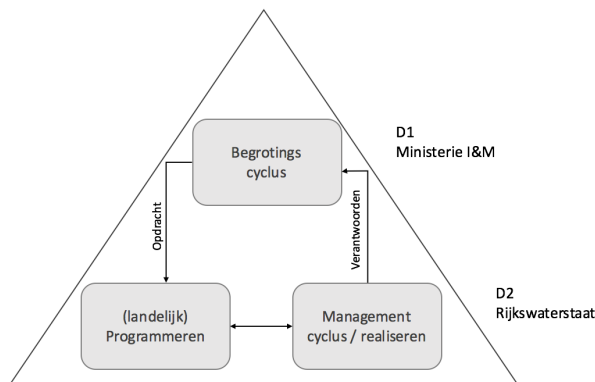 Begrotings
cyclus
D1
Ministerie I&M
Opdracht
Verantwoorden
(landelijk)
Programmeren
Management
cyclus / realiseren
D2
Rijkswaterstaat